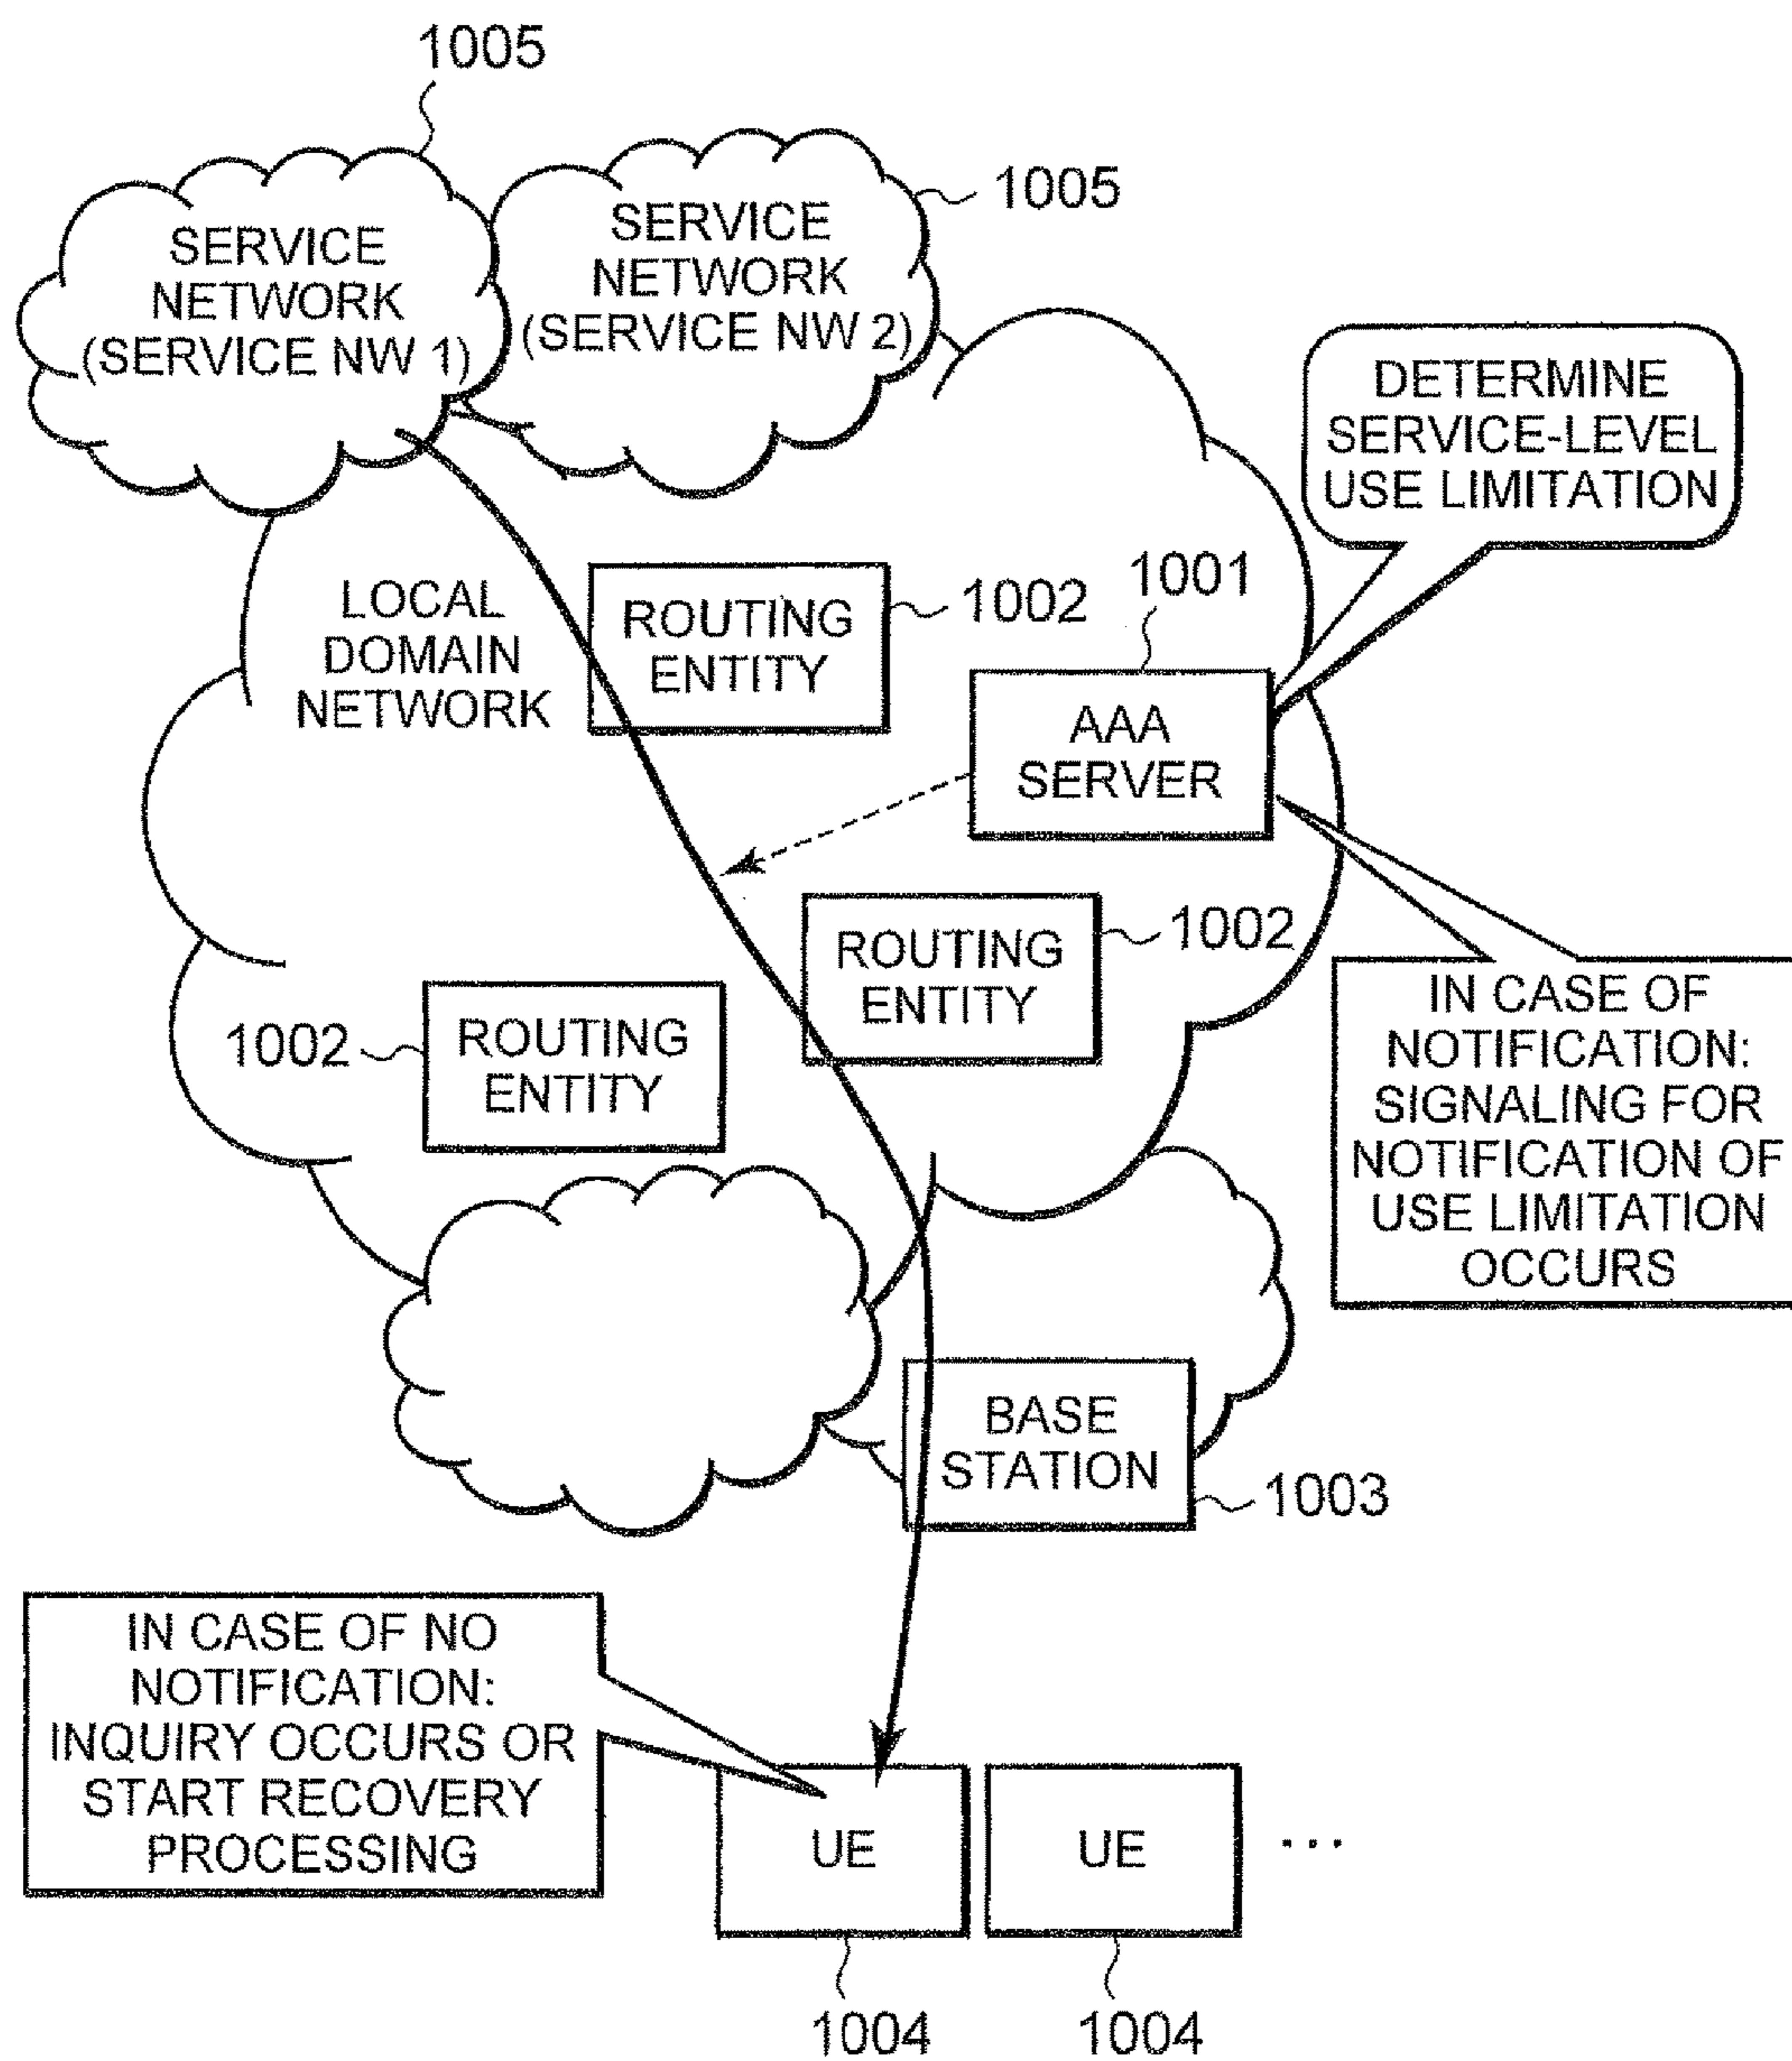 1005
1005
SERVICE
NETWORK
(SERVICE NW 1)
SERVICE
NETWORK
(SERVICE NW 2)
DETERMINE
SERVICE-LEVEL
USE LIMITATION
LOCAL
DOMAIN
NETWORK
ROUTING
ENTITY
1002
1001
AAA
SERVER
ROUTING
ENTITY
1002
1002
ROUTING
ENTITY
IN CASE OF
NOTIFICATION:
SIGNALING FOR
NOTIFICATION OF
USE LIMITATION
OCCURS
BASE
STATION
1003
IN CASE OF NO
NOTIFICATION:
INQUIRY OCCURS OR
START RECOVERY
PROCESSING
UE
UE
...
1004
1004